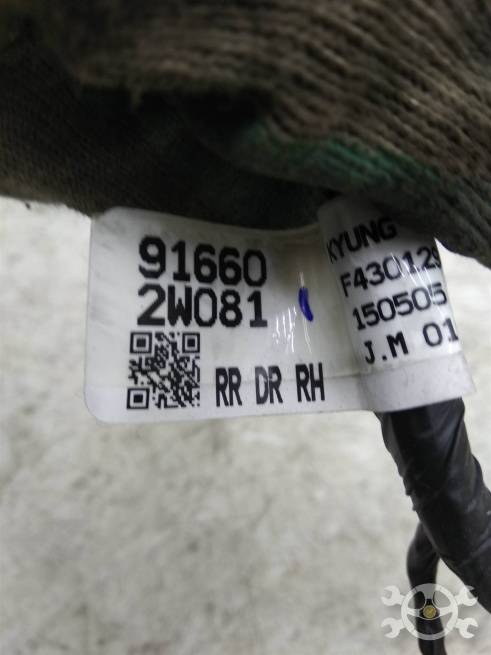 91660
2W081
RR DR RH
KYUNG
F430129
150505
J.M 01